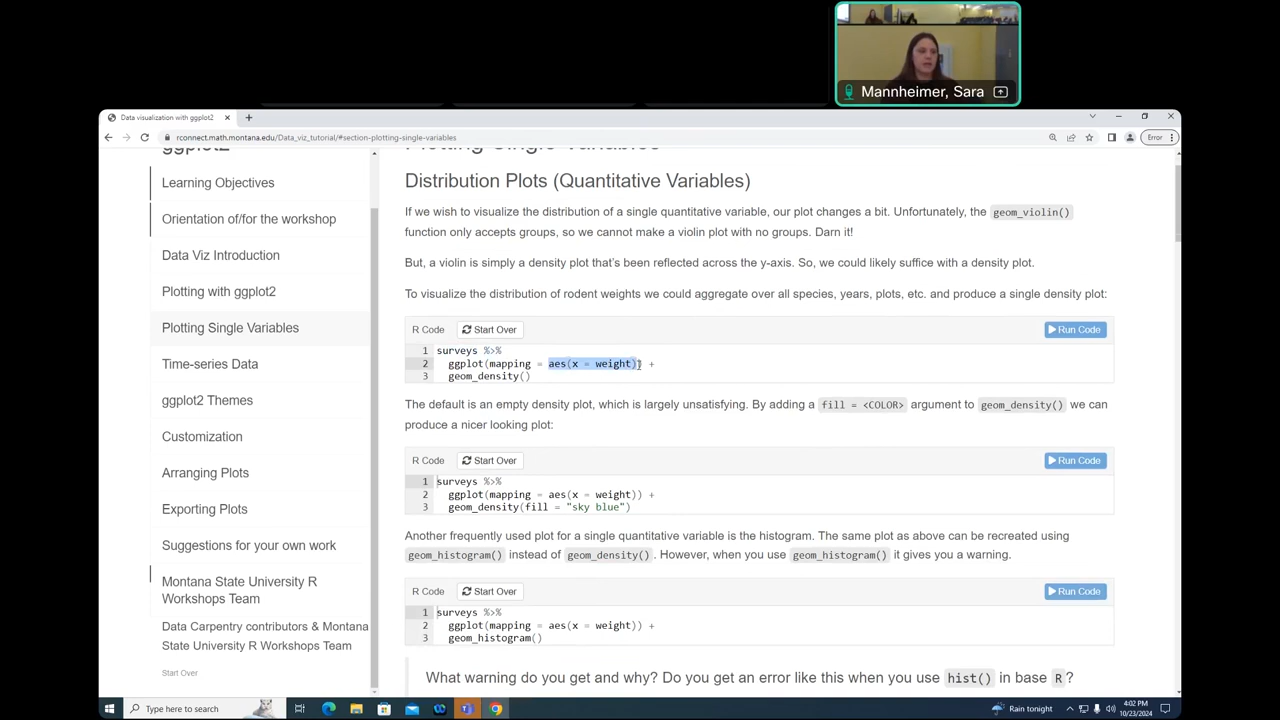 Mannheimer, Sara
Data visualization with ggplot2
rconnect.math.montana.edu/Data_viz_tutorial/#section-plotting-single-variables
Error
ggplot2
Learning Objectives
Orientation of/for the workshop
Data Viz Introduction
Plotting with ggplot2
Plotting Single Variables
Time-series Data
ggplot2 Themes
Customization
Arranging Plots
Exporting Plots
Suggestions for your own work
Montana State University R
Workshops Team
Data Carpentry contributors & Montana
State University R Workshops Team
Start Over
Plotting Single Variables
Distribution Plots (Quantitative Variables)
If we wish to visualize the distribution of a single quantitative variable, our plot changes a bit. Unfortunately, the geom_violin()
function only accepts groups, so we cannot make a violin plot with no groups. Darn it!
But, a violin is simply a density plot that's been reflected across the y-axis. So, we could likely suffice with a density plot.
To visualize the distribution of rodent weights we could aggregate over all species, years, plots, etc. and produce a single density plot:
R Code Start Over Run Code
1 surveys %>%
2 ggplot(mapping = aes(x = weight)) +
3 geom_density()
The default is an empty density plot, which is largely unsatisfying. By adding a fill = <COLOR> argument to geom_density() we can
produce a nicer looking plot:
R Code Start Over Run Code
1 surveys %>%
2 ggplot(mapping = aes(x = weight)) +
3 geom_density(fill = "sky blue")
Another frequently used plot for a single quantitative variable is the histogram. The same plot as above can be recreated using
geom_histogram() instead of geom_density(). However, when you use geom_histogram() it gives you a warning.
R Code Start Over Run Code
1 surveys %>%
2 ggplot(mapping = aes(x = weight)) +
3 geom_histogram()
What warning do you get and why? Do you get an error like this when you use hist() in base R?
Type here to search
Rain tonight
4:02 PM
10/23/2024